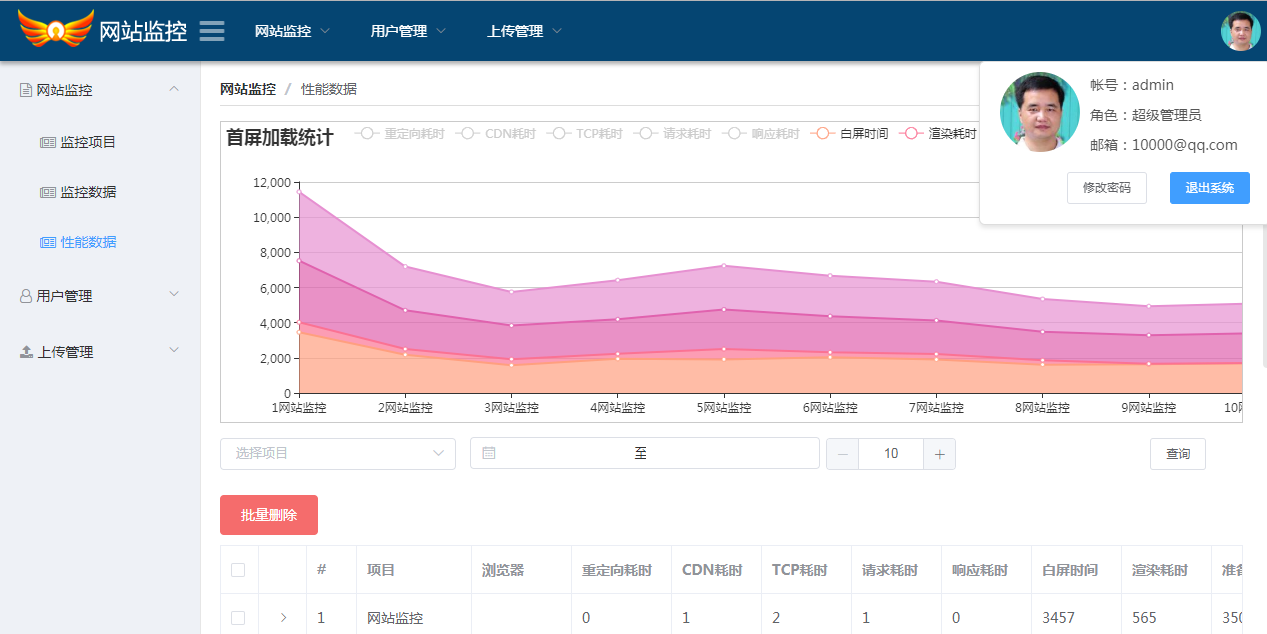 网站监控 网站监控 用户管理 上传管理
帐号：admin
角色：超级管理员
邮箱：10000@qq.com
修改密码 退出系统
网站监控
监控项目
监控数据
性能数据
用户管理
上传管理
网站监控 / 性能数据
首屏加载统计
重定向耗时 CDN耗时 TCP耗时 请求耗时 响应耗时 白屏时间 渲染耗时
12,000
10,000
8,000
6,000
4,000
2,000
0
1网站监控 2网站监控 3网站监控 4网站监控 5网站监控 6网站监控 7网站监控 8网站监控 9网站监控 10
选择项目 至 10 查询
批量删除
# 项目 浏览器 重定向耗时 CDN耗时 TCP耗时 请求耗时 响应耗时 白屏时间 渲染耗时 准
1 网站监控 0 1 2 1 0 3457 565 350